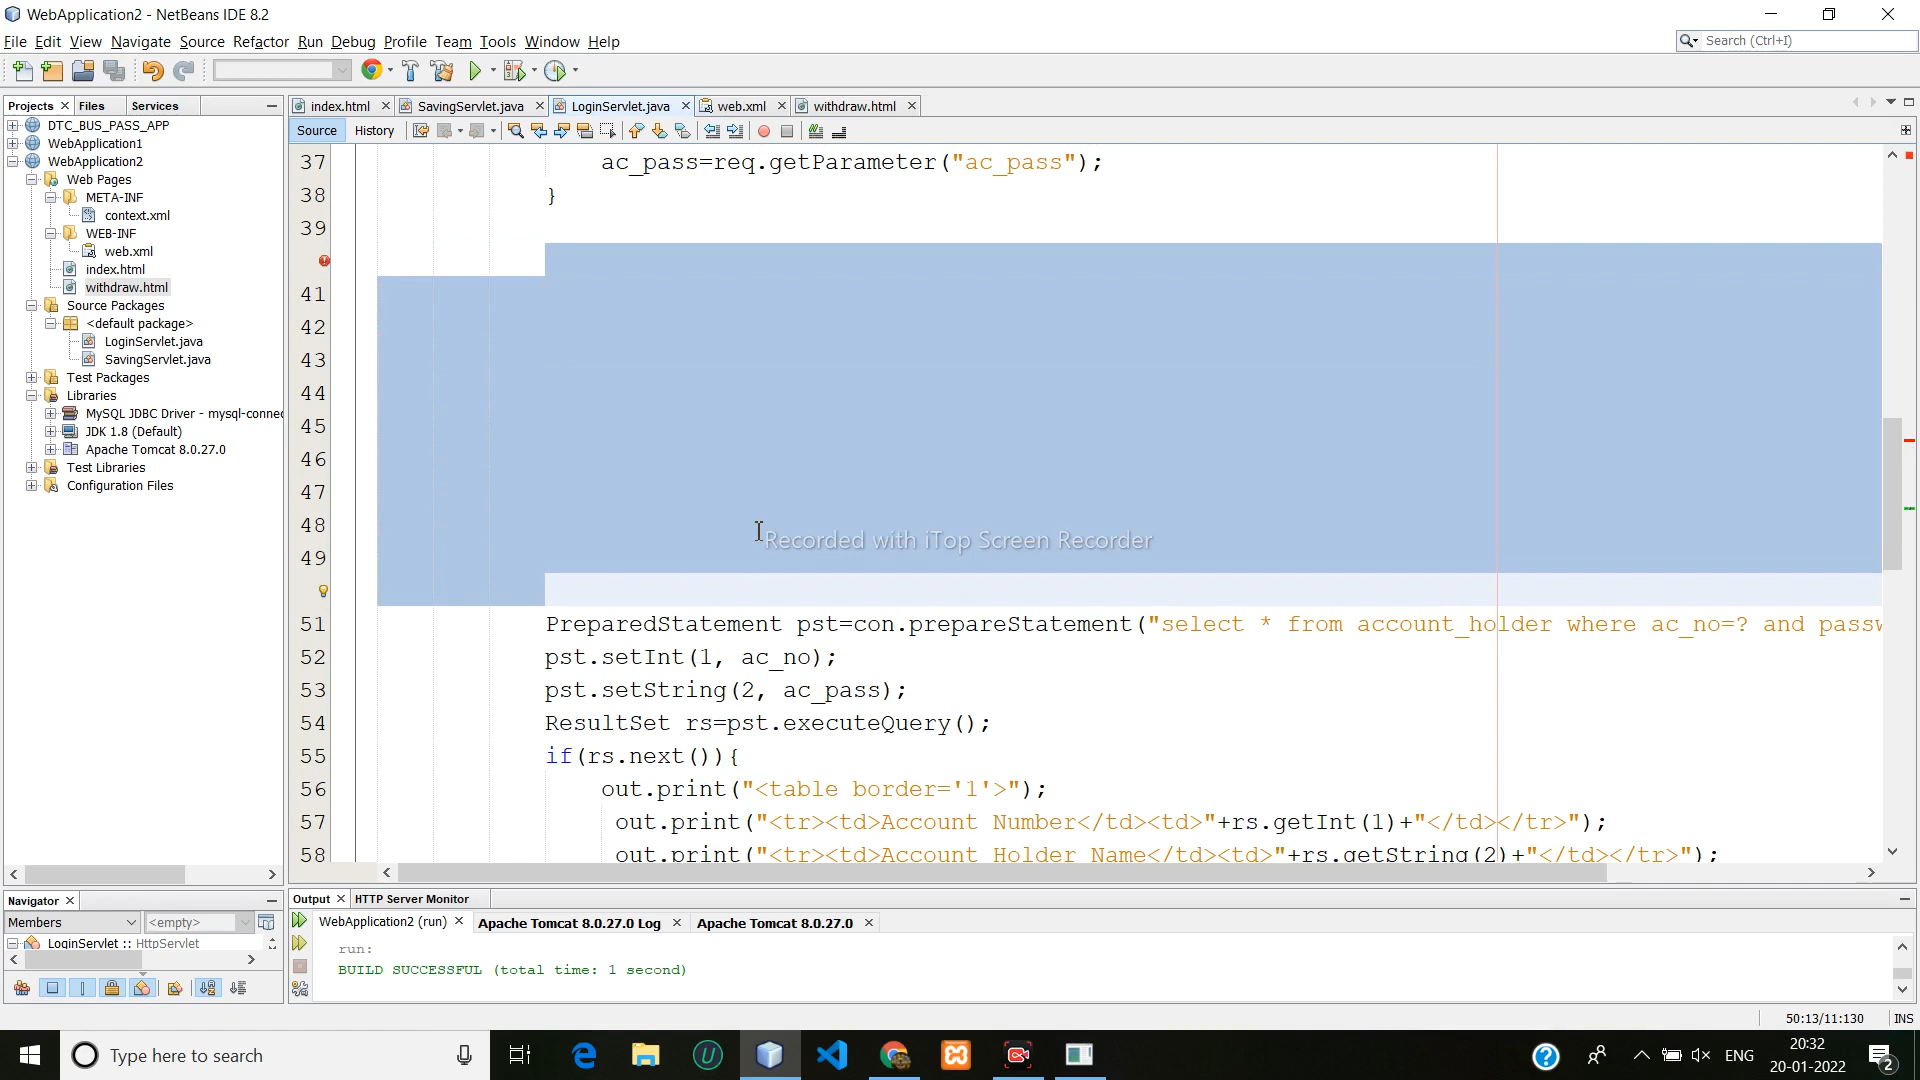 WebApplication2 - NetBeans IDE 8.2
File Edit View Navigate Source Refactor Run Debug Profile Team Tools Window Help
Search (Ctrl+I)
Projects Files Services
index.html SavingServlet.java LoginServlet.java web.xml withdraw.html
Source History
DTC_BUS_PASS_APP
WebApplication1
WebApplication2
Web Pages
META-INF
context.xml
WEB-INF
web.xml
index.html
withdraw.html
Source Packages
<default package>
LoginServlet.java
SavingServlet.java
Test Packages
Libraries
MySQL JDBC Driver - mysql-connec
JDK 1.8 (Default)
Apache Tomcat 8.0.27.0
Test Libraries
Configuration Files
37 ac_pass=req.getParameter("ac_pass");
38 }
39
41
42
43
44
45
46
47
48
49
Recorded with iTop Screen Recorder
51 PreparedStatement pst=con.prepareStatement("select * from account_holder where ac_no=? and passw
52 pst.setInt(1, ac_no);
53 pst.setString(2, ac_pass);
54 ResultSet rs=pst.executeQuery();
55 if(rs.next()){
56 out.print("<table border='1'>");
57 out.print("<tr><td>Account Number</td><td>"+rs.getInt(1)+"</td></tr>");
58 out.print("<tr><td>Account Holder Name</td><td>"+rs.getString(2)+"</td></tr>");
Navigator
Members <empty>
LoginServlet :: HttpServlet
Output HTTP Server Monitor
WebApplication2 (run) Apache Tomcat 8.0.27.0 Log Apache Tomcat 8.0.27.0
run:
BUILD SUCCESSFUL (total time: 1 second)
50:13/11:130 INS
Type here to search
ENG
20:32
20-01-2022
2